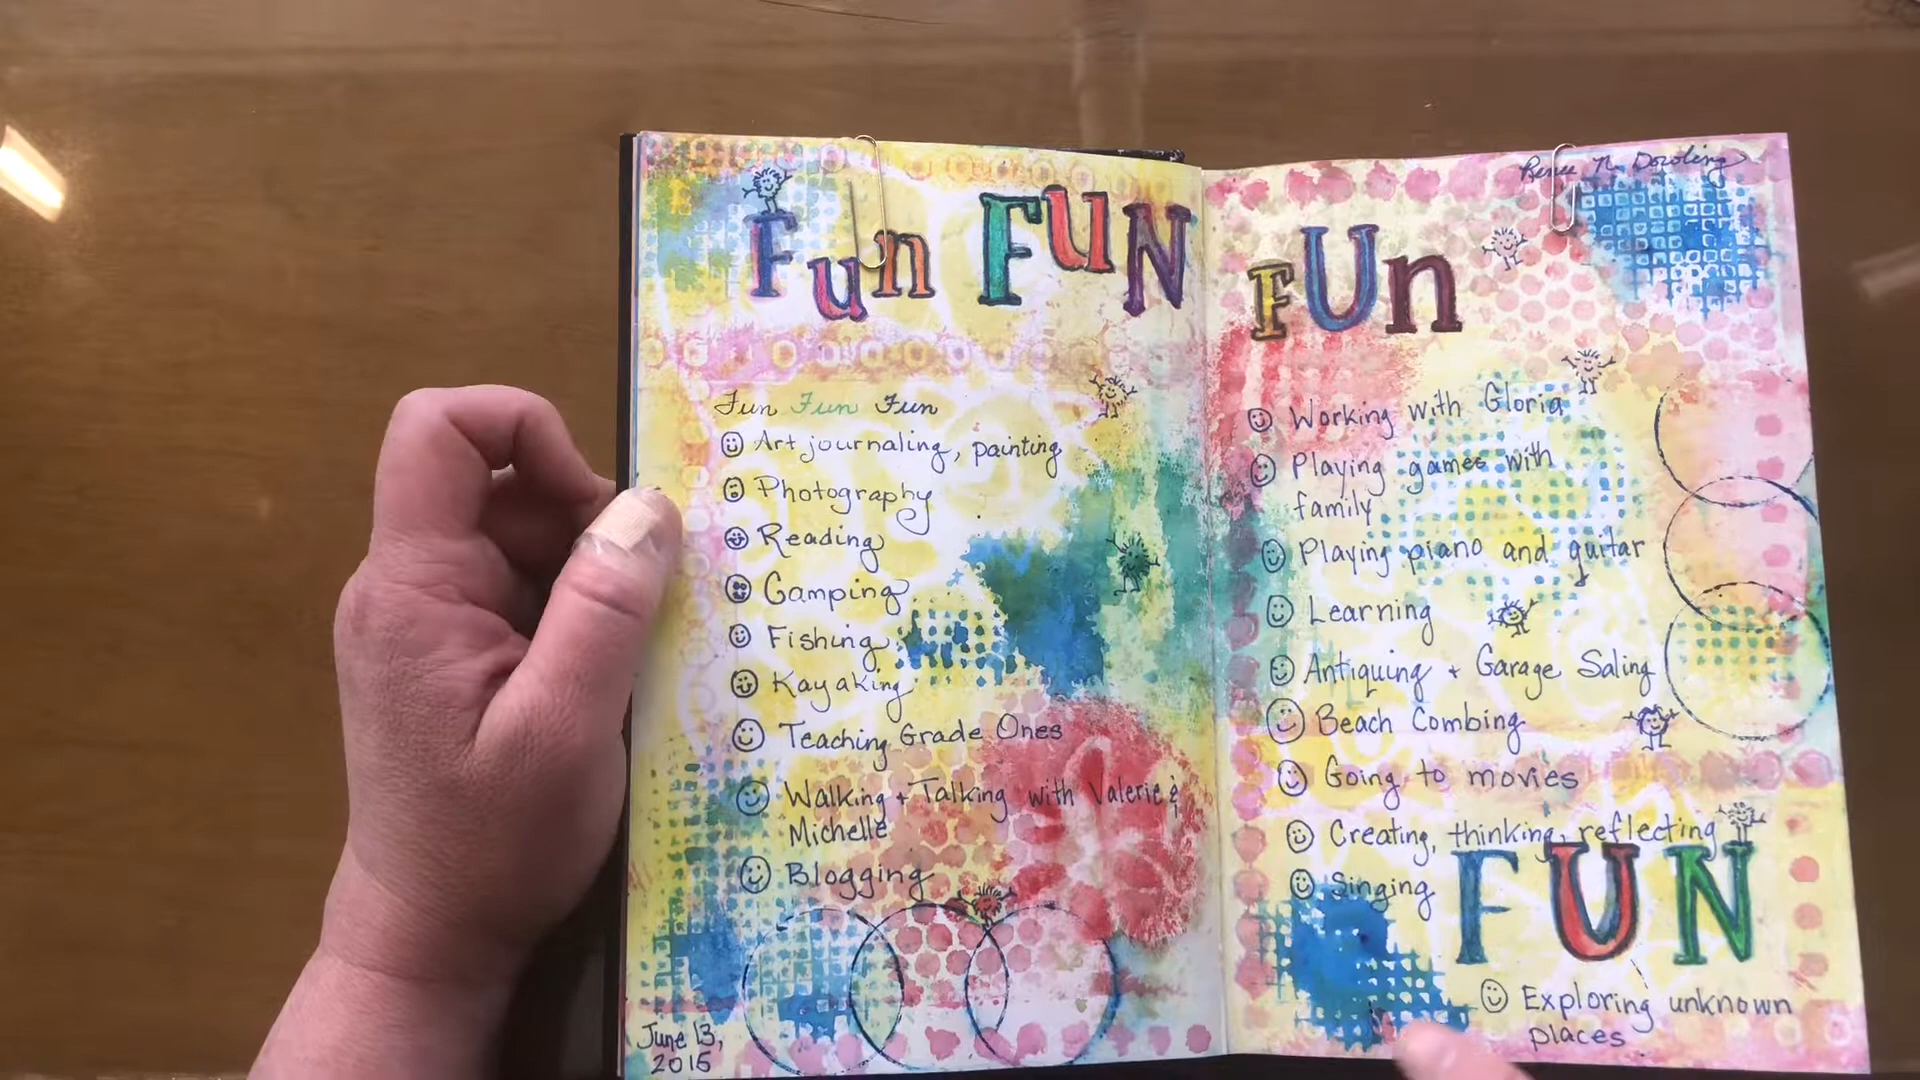 Fun FUN
Fun Fun Fun
Art journaling, painting
Photography
Reading
Camping
Fishing
Kayaking
Teaching Grade Ones
Walking + Talking with Valerie &
Michelle
Blogging
June 13,
2015
Renee N Dowling
FUn
Working with Gloria
Playing games with
family
Playing piano and guitar
Learning
Antiquing + Garage Saling
Beach Combing
Going to movies
Creating, thinking, reflecting
Singing
FUN
Exploring unknown
places